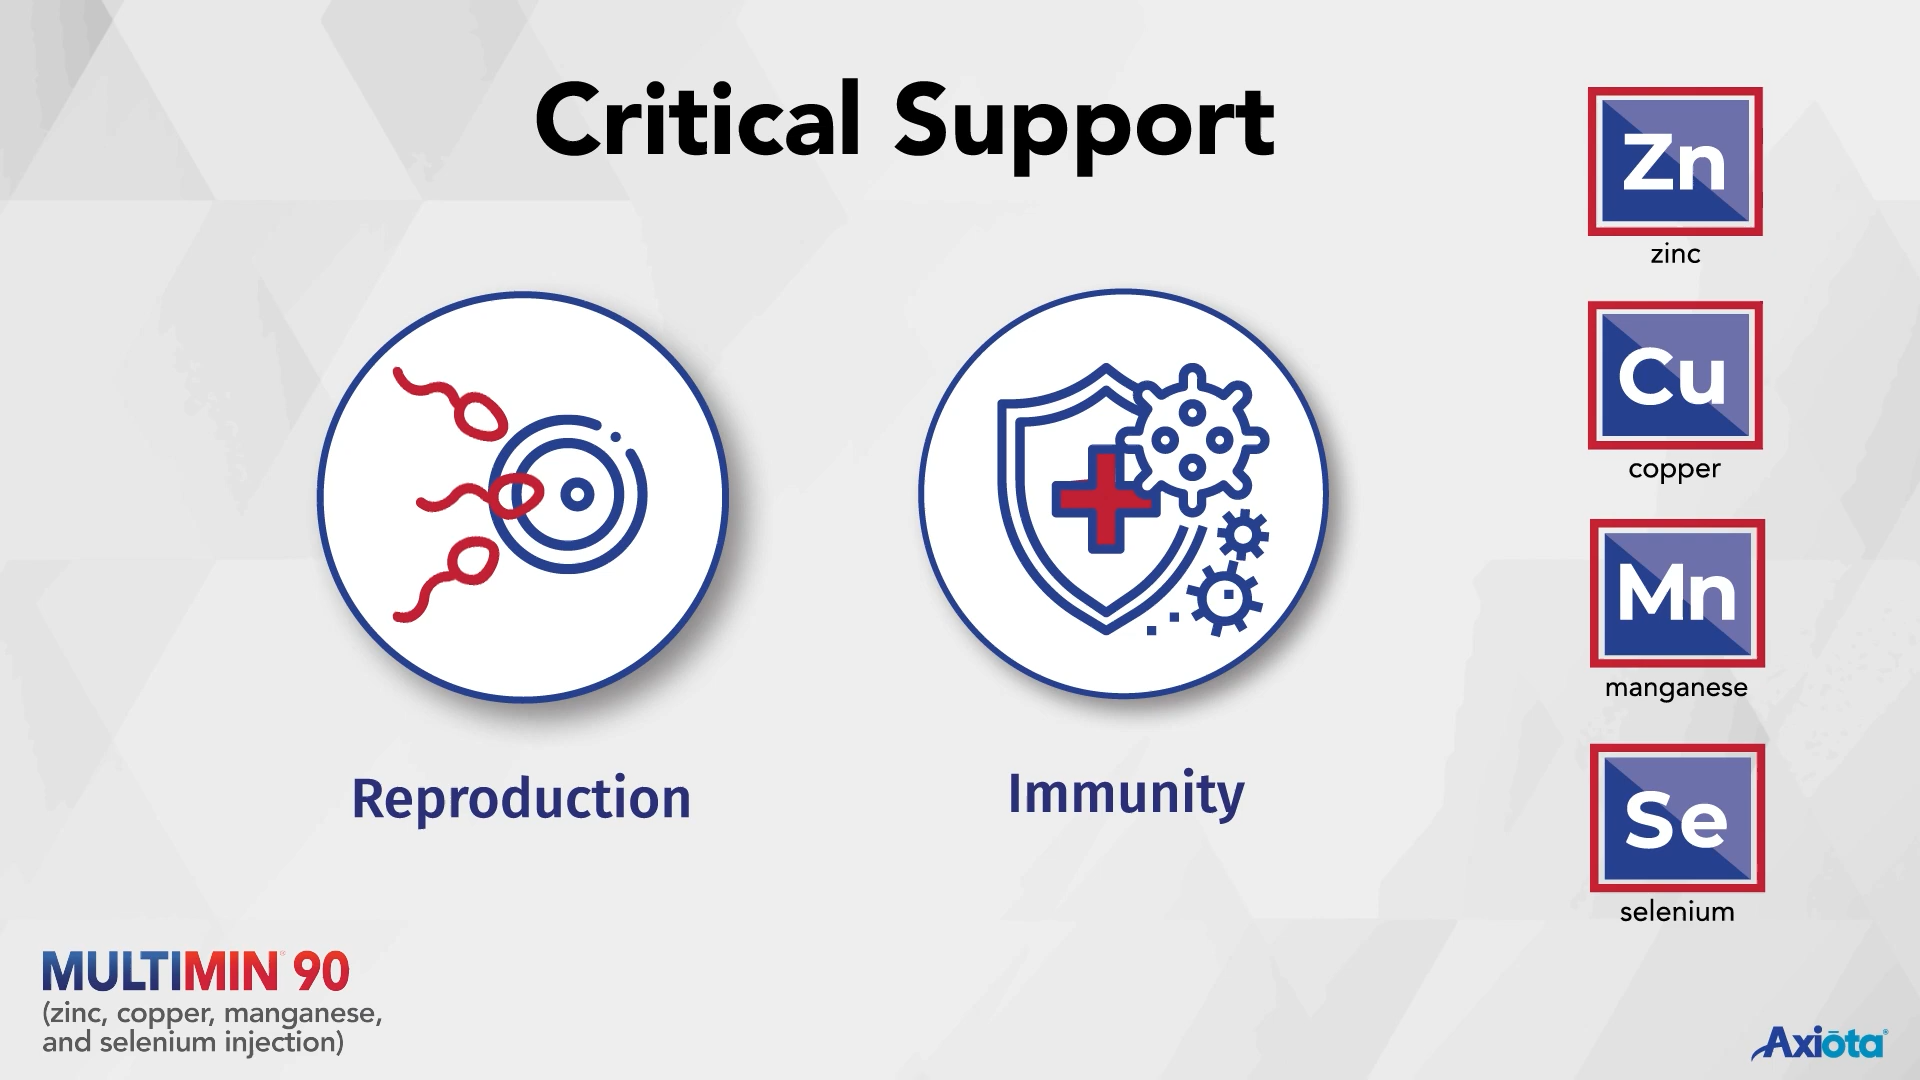 Critical Support
Reproduction
Immunity
Zn
zinc
Cu
copper
Mn
manganese
Se
selenium
MULTIMIN® 90
(zinc, copper, manganese,
and selenium injection)
Axiōta®